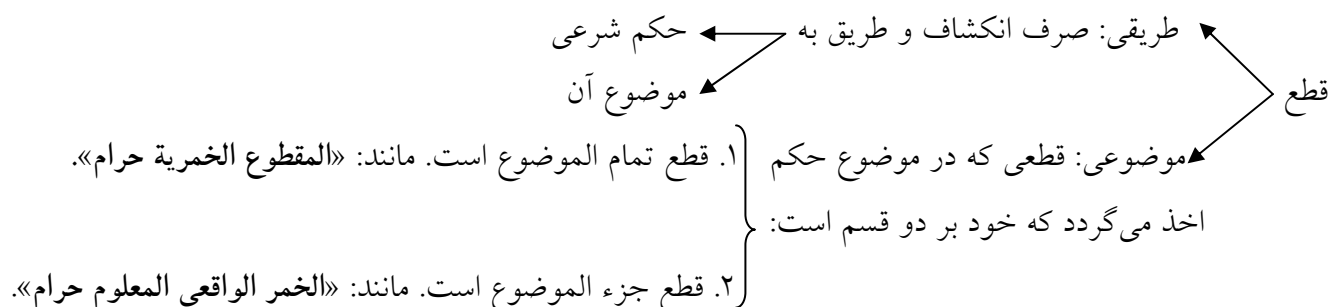 طریقی: صرف انکشاف و طریق به حکم شرعی
موضوع آن
قطع
موضوعی: قطعی که در موضوع حکم
اخذ می‌گردد که خود بر دو قسم است:
۱. قطع تمام الموضوع است. مانند: «المقطوع الخمریة حرام».
۲. قطع جزء الموضوع است. مانند: «الخمر الواقعی المعلوم حرام».